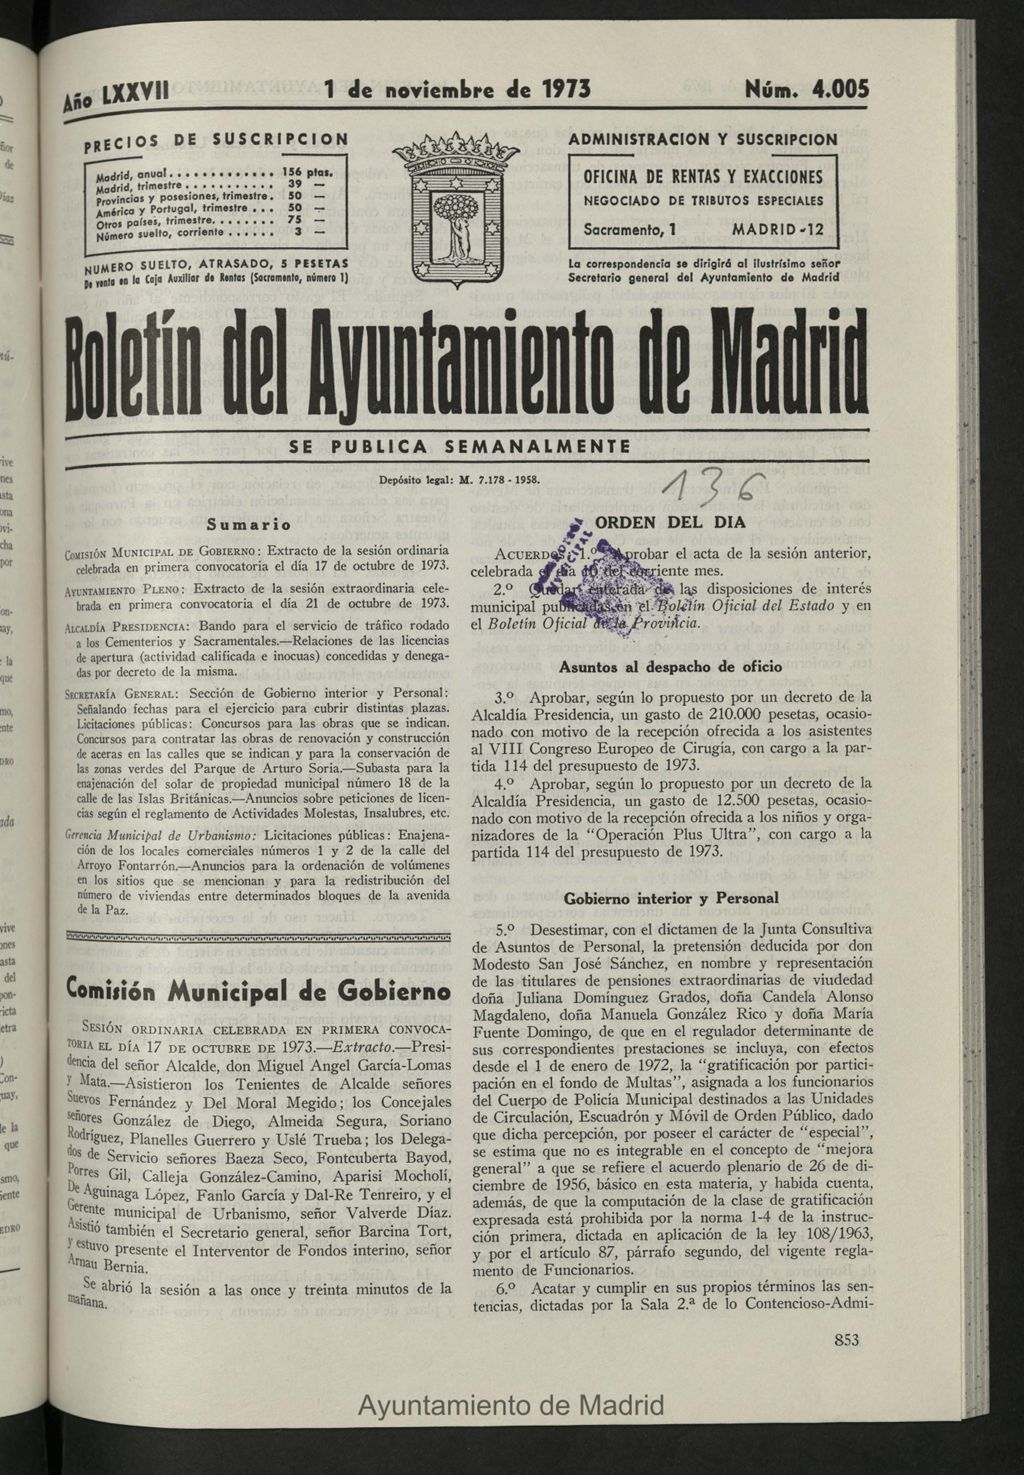 Año LXXVII 1 de noviembre de 1973 Núm. 4.005
PRECIOS DE SUSCRIPCION
Madrid, anual . . . . . . . . . . . . . 156 ptas.
Madrid, trimestre . . . . . . . . . . . 39 —
Provincias y posesiones, trimestre . 50 —
América y Portugal, trimestre . . . 50 —
Otros países, trimestre . . . . . . . . 75 —
Número suelto, corriente . . . . . . 3 —
NUMERO SUELTO, ATRASADO, 5 PESETAS
De venta en la Caja Auxiliar de Rentas (Sacramento, número 1)
ADMINISTRACION Y SUSCRIPCION
OFICINA DE RENTAS Y EXACCIONES
NEGOCIADO DE TRIBUTOS ESPECIALES
Sacramento, 1 MADRID-12
La correspondencia se dirigirá al ilustrísimo señor
Secretario general del Ayuntamiento de Madrid
Boletín del Ayuntamiento de Madrid
SE PUBLICA SEMANALMENTE
Depósito legal: M. 7.178 - 1958.
136
Sumario
COMISIÓN MUNICIPAL DE GOBIERNO: Extracto de la sesión ordinaria
celebrada en primera convocatoria el día 17 de octubre de 1973.
AYUNTAMIENTO PLENO: Extracto de la sesión extraordinaria cele-
brada en primera convocatoria el día 21 de octubre de 1973.
ALCALDÍA PRESIDENCIA: Bando para el servicio de tráfico rodado
a los Cementerios y Sacramentales.—Relaciones de las licencias
de apertura (actividad calificada e inocuas) concedidas y denega-
das por decreto de la misma.
SECRETARÍA GENERAL: Sección de Gobierno interior y Personal:
Señalando fechas para el ejercicio para cubrir distintas plazas.
Licitaciones públicas: Concursos para las obras que se indican.
Concursos para contratar las obras de renovación y construcción
de aceras en las calles que se indican y para la conservación de
las zonas verdes del Parque de Arturo Soria.—Subasta para la
enajenación del solar de propiedad municipal número 18 de la
calle de las Islas Británicas.—Anuncios sobre peticiones de licen-
cias según el reglamento de Actividades Molestas, Insalubres, etc.
Gerencia Municipal de Urbanismo: Licitaciones públicas: Enajena-
ción de los locales comerciales números 1 y 2 de la calle del
Arroyo Fontarrón.—Anuncios para la ordenación de volúmenes
en los sitios que se mencionan y para la redistribución del
número de viviendas entre determinados bloques de la avenida
de la Paz.
Comisión Municipal de Gobierno
SESIÓN ORDINARIA CELEBRADA EN PRIMERA CONVOCA-
TORIA EL DÍA 17 DE OCTUBRE DE 1973.—Extracto.—Presi-
dencia del señor Alcalde, don Miguel Angel García-Lomas
y Mata.—Asistieron los Tenientes de Alcalde señores
Suevos Fernández y Del Moral Megido; los Concejales
señores González de Diego, Almeida Segura, Soriano
Rodríguez, Planelles Guerrero y Uslé Trueba; los Delega-
dos de Servicio señores Baeza Seco, Fontcuberta Bayod,
Porres Gil, Calleja González-Camino, Aparisi Mocholí,
De Aguinaga López, Fanlo García y Dal-Re Tenreiro, y el
Gerente municipal de Urbanismo, señor Valverde Díaz.
Asistió también el Secretario general, señor Barcina Tort,
y estuvo presente el Interventor de Fondos interino, señor
Arnau Bernia.
Se abrió la sesión a las once y treinta minutos de la
mañana.
ORDEN DEL DIA
ACUERDOS: 1.º Aprobar el acta de la sesión anterior,
celebrada el día 10 del corriente mes.
2.º Quedar enterada de las disposiciones de interés
municipal publicadas en el Boletín Oficial del Estado y en
el Boletín Oficial de la Provincia.
Asuntos al despacho de oficio
3.º Aprobar, según lo propuesto por un decreto de la
Alcaldía Presidencia, un gasto de 210.000 pesetas, ocasio-
nado con motivo de la recepción ofrecida a los asistentes
al VIII Congreso Europeo de Cirugía, con cargo a la par-
tida 114 del presupuesto de 1973.
4.º Aprobar, según lo propuesto por un decreto de la
Alcaldía Presidencia, un gasto de 12.500 pesetas, ocasio-
nado con motivo de la recepción ofrecida a los niños y orga-
nizadores de la "Operación Plus Ultra", con cargo a la
partida 114 del presupuesto de 1973.
Gobierno interior y Personal
5.º Desestimar, con el dictamen de la Junta Consultiva
de Asuntos de Personal, la pretensión deducida por don
Modesto San José Sánchez, en nombre y representación
de las titulares de pensiones extraordinarias de viudedad
doña Juliana Domínguez Grados, doña Candela Alonso
Magdaleno, doña Manuela González Rico y doña María
Fuente Domingo, de que en el regulador determinante de
sus correspondientes prestaciones se incluya, con efectos
desde el 1 de enero de 1972, la "gratificación por partici-
pación en el fondo de Multas", asignada a los funcionarios
del Cuerpo de Policía Municipal destinados a las Unidades
de Circulación, Escuadrón y Móvil de Orden Público, dado
que dicha percepción, por poseer el carácter de "especial",
se estima que no es integrable en el concepto de "mejora
general" a que se refiere el acuerdo plenario de 26 de di-
ciembre de 1956, básico en esta materia, y habida cuenta,
además, de que la computación de la clase de gratificación
expresada está prohibida por la norma 1-4 de la instruc-
ción primera, dictada en aplicación de la ley 108/1963,
y por el artículo 87, párrafo segundo, del vigente regla-
mento de Funcionarios.
6.º Acatar y cumplir en sus propios términos las sen-
tencias, dictadas por la Sala 2.ª de lo Contencioso-Admi-
853
Ayuntamiento de Madrid